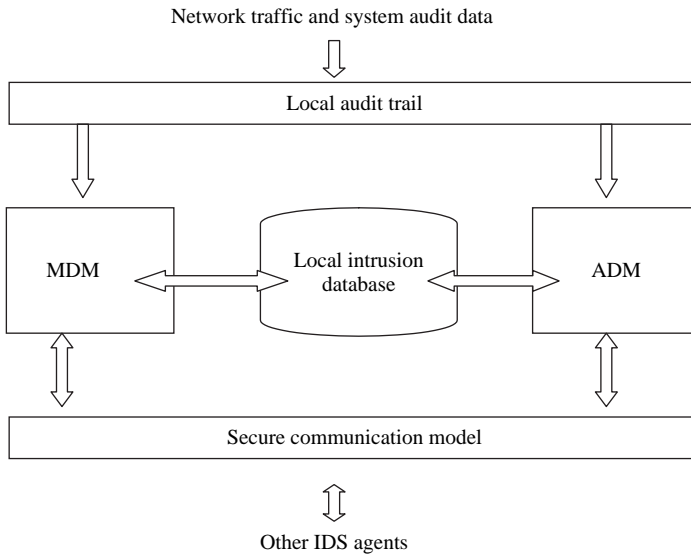 Network traffic and system audit data
Local audit trail
MDM
Local intrusion
database
ADM
Secure communication model
Other IDS agents